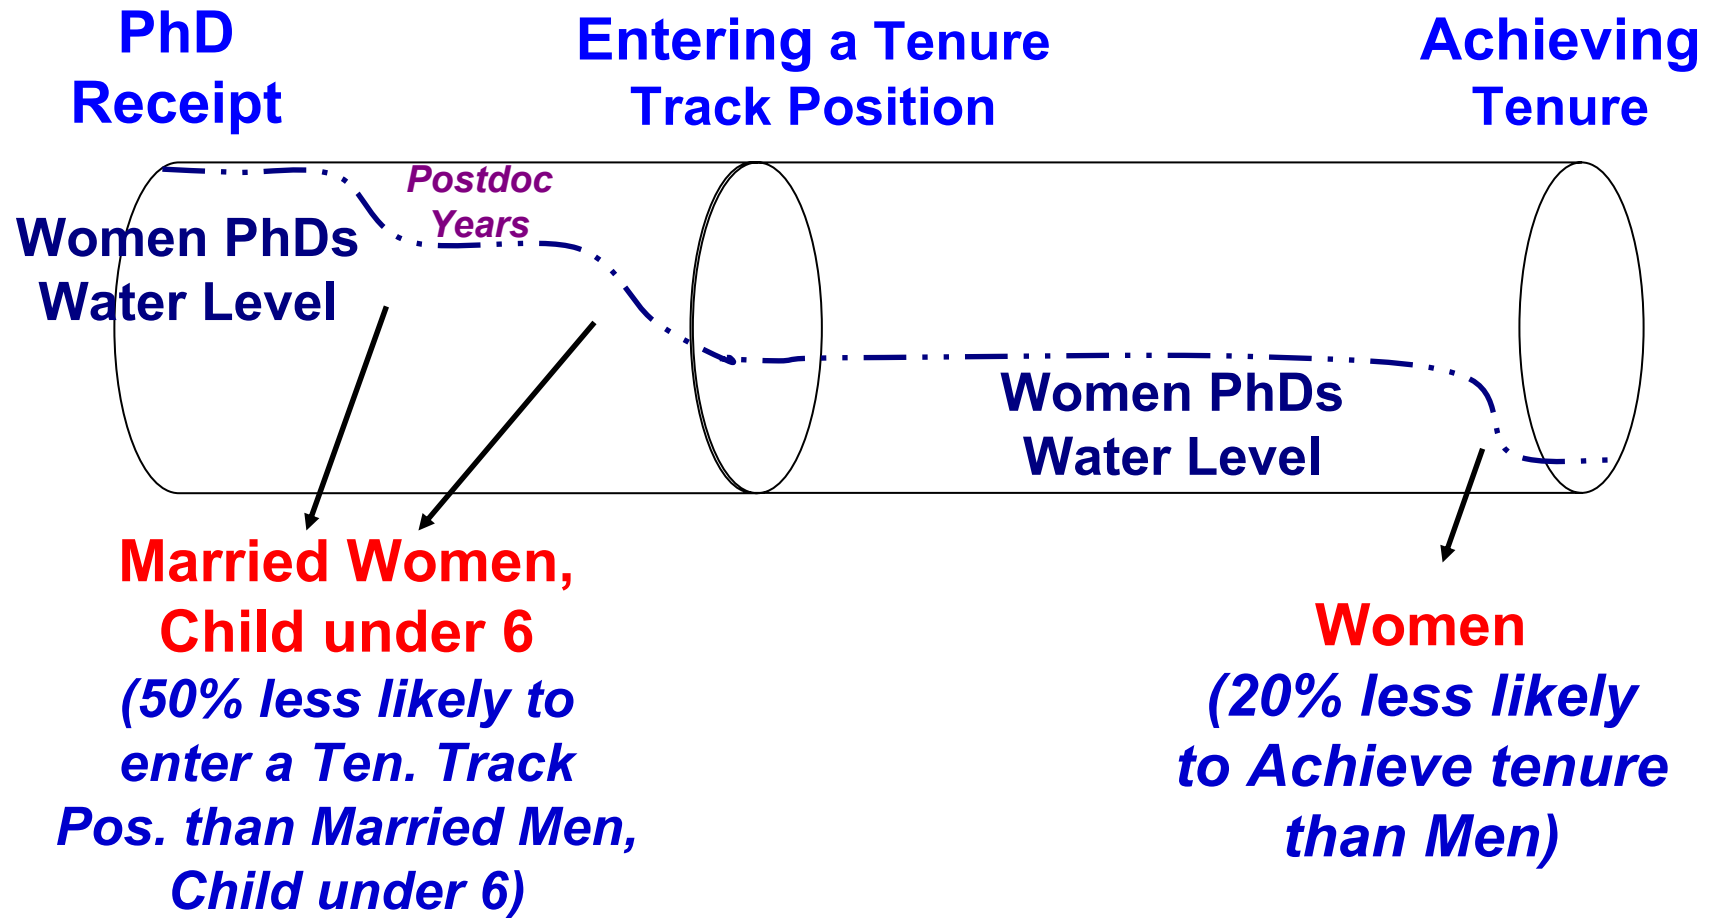 PhD
Receipt
Entering a Tenure
Track Position
Achieving
Tenure
Postdoc
Years
Women PhDs
Water Level
Women PhDs
Water Level
Married Women,
Child under 6
(50% less likely to
enter a Ten. Track
Pos. than Married Men,
Child under 6)
Women
(20% less likely
to Achieve tenure
than Men)